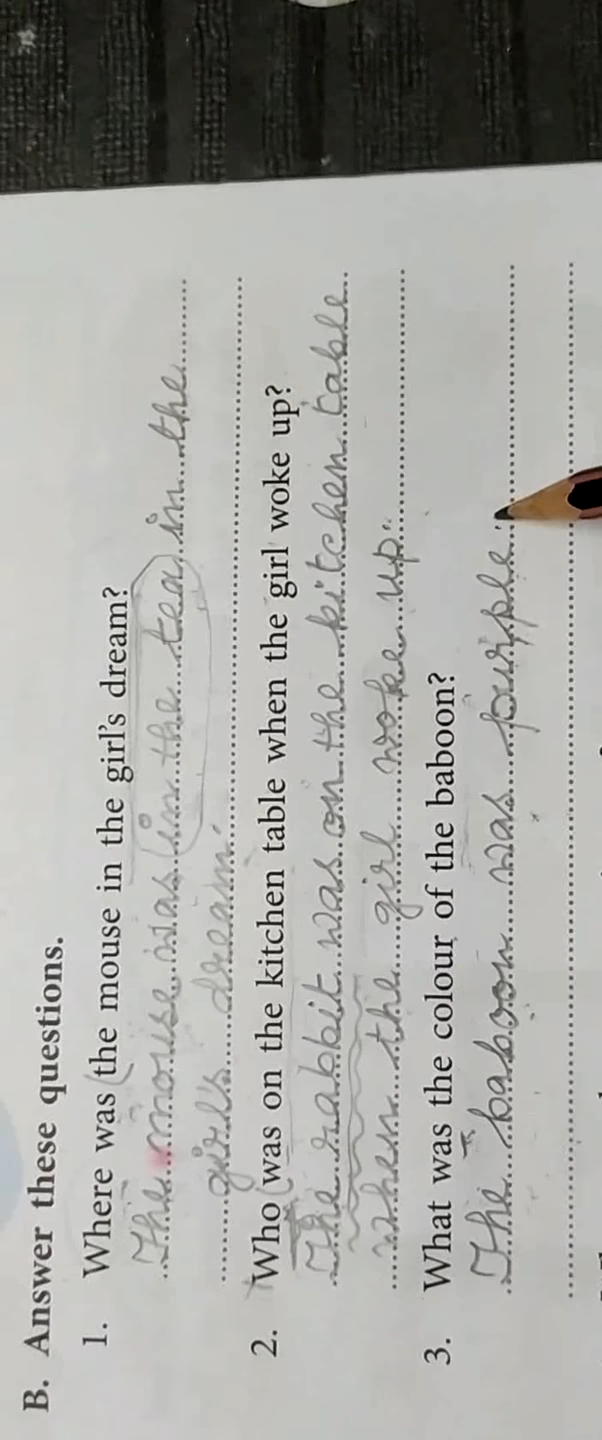 B. Answer these questions.
1. Where was the mouse in the girl's dream?
The mouse was in the tea in the
girl's dream.
2. Who was on the kitchen table when the girl woke up?
The rabbit was on the kitchen table
when the girl woke up.
3. What was the colour of the baboon?
The baboon was purple.